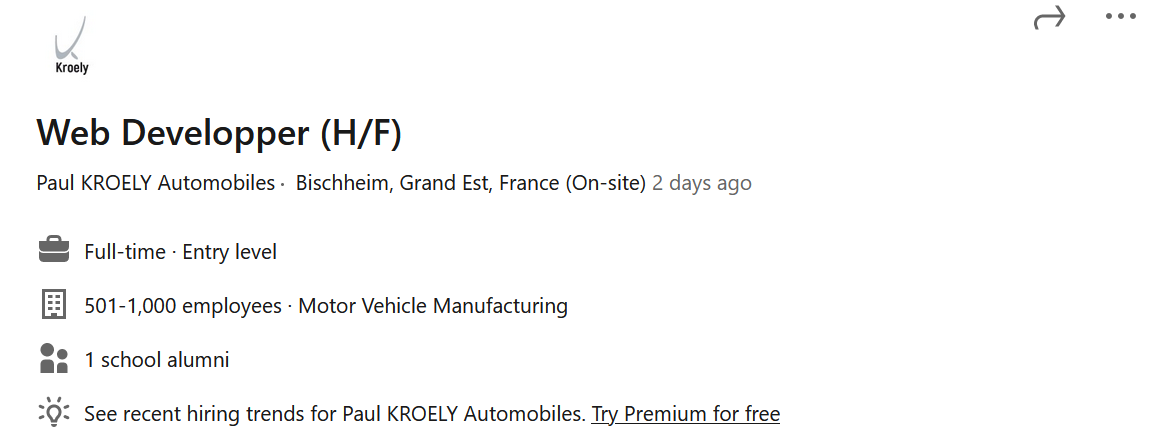 Kroely
Web Developper (H/F)
Paul KROELY Automobiles · Bischheim, Grand Est, France (On-site) 2 days ago
Full-time · Entry level
501-1,000 employees · Motor Vehicle Manufacturing
1 school alumni
See recent hiring trends for Paul KROELY Automobiles. Try Premium for free